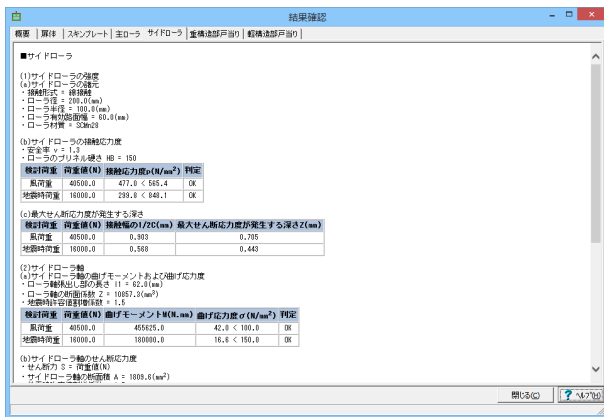 結果確認
概要 扉体 スキンプレート 主ローラ サイドローラ 重構造部戸当り 軽構造部戸当り
■サイドローラ
(1)サイドローラの強度
(a)サイドローラの諸元
・接触形式 = 線接触
・ローラ径 = 200.0(mm)
・ローラ半径 = 100.0(mm)
・ローラ有効踏面幅 = 60.0(mm)
・ローラ材質 = SCMn2B
(b)サイドローラの接触応力度
・安全率 ν = 1.3
・ローラのブリネル硬さ HB = 150
検討荷重 荷重値(N) 接触応力度p(N/mm²) 判定
風荷重 40500.0 477.0 < 565.4 OK
地震時荷重 16000.0 299.8 < 848.1 OK
(c)最大せん断応力度が発生する深さ
検討荷重 荷重値(N) 接触幅の1/2C(mm) 最大せん断応力度が発生する深さZ(mm)
風荷重 40500.0 0.903 0.705
地震時荷重 16000.0 0.568 0.443
(2)サイドローラ軸
(a)サイドローラ軸の曲げモーメントおよび曲げ応力度
・ローラ軸張出し部の長さ l1 = 62.0(mm)
・ローラ軸の断面係数 Z = 10857.3(mm³)
・地震時許容値割増係数 = 1.5
検討荷重 荷重値(N) 曲げモーメントM(N.mm) 曲げ応力度σ(N/mm²) 判定
風荷重 40500.0 455625.0 42.0 < 100.0 OK
地震時荷重 16000.0 180000.0 16.6 < 150.0 OK
(b)サイドローラ軸のせん断応力度
・せん断力 S = 荷重値(N)
・サイドローラ軸の断面積 A = 1809.6(mm²)
閉じる(C) ? ヘルプ(H)